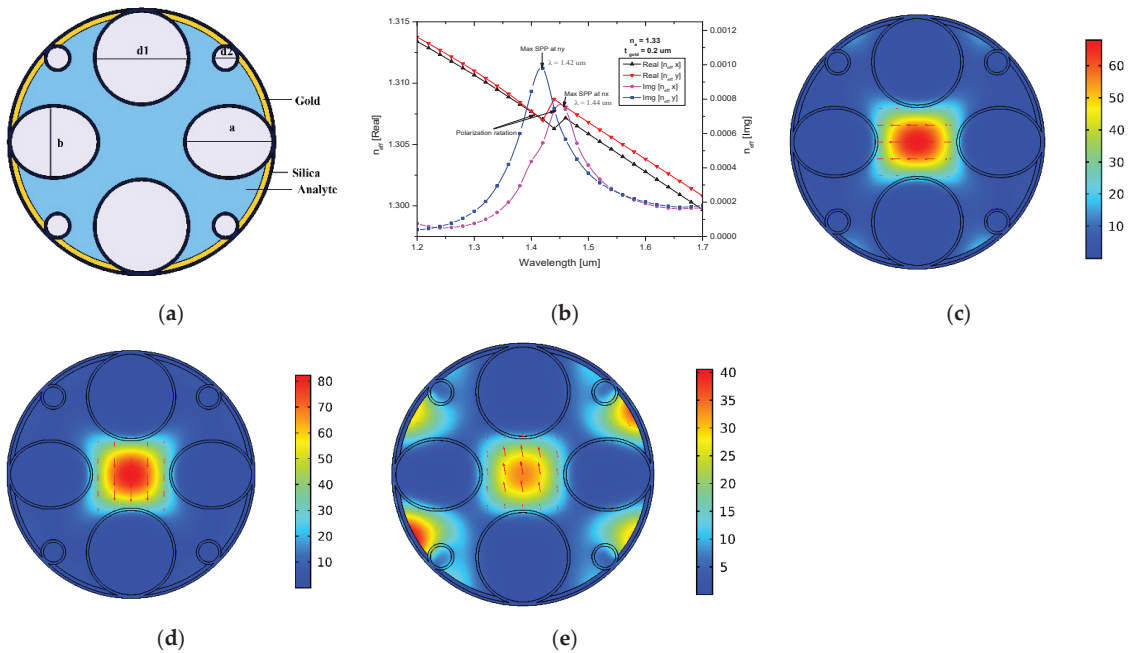 d1
d2
Gold
b
a
Silica
Analyte
(a)
1.315
1.310
1.305
1.300
n_eff [Real]
1.2
1.3
1.4
1.5
1.6
1.7
Wavelength [um]
0.0012
0.0010
0.0008
0.0006
0.0004
0.0002
0.0000
n_eff [Img]
Max SPP at ny
λ = 1.42 um
n_a = 1.33
t_gold = 0.2 um
Real [n_eff x]
Real [n_eff y]
Img [n_eff x]
Img [n_eff y]
Max SPP at nx
λ = 1.44 um
Polarization ratation
(b)
60
50
40
30
20
10
(c)
80
70
60
50
40
30
20
10
(d)
40
35
30
25
20
15
10
5
(e)